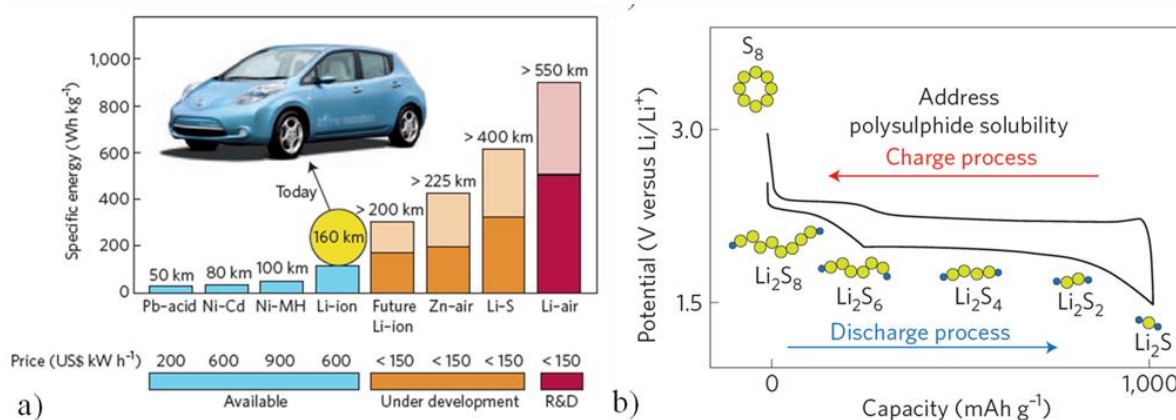 1,000
800
600
400
200
0
Specific energy (Wh kg⁻¹)
Today
50 km
80 km
100 km
160 km
> 200 km
> 225 km
> 400 km
> 550 km
Pb-acid
Ni-Cd
Ni-MH
Li-ion
Future
Li-ion
Zn-air
Li-S
Li-air
Price (US$ kW h⁻¹)
200 600 900 600 < 150 < 150 < 150 < 150
Available
Under development
R&D
a)
S₈
Address
polysulphide solubility
Charge process
3.0
1.5
Potential (V versus Li/Li⁺)
Li₂S₈
Li₂S₆
Li₂S₄
Li₂S₂
Li₂S
Discharge process
0
1,000
Capacity (mAh g⁻¹)
b)